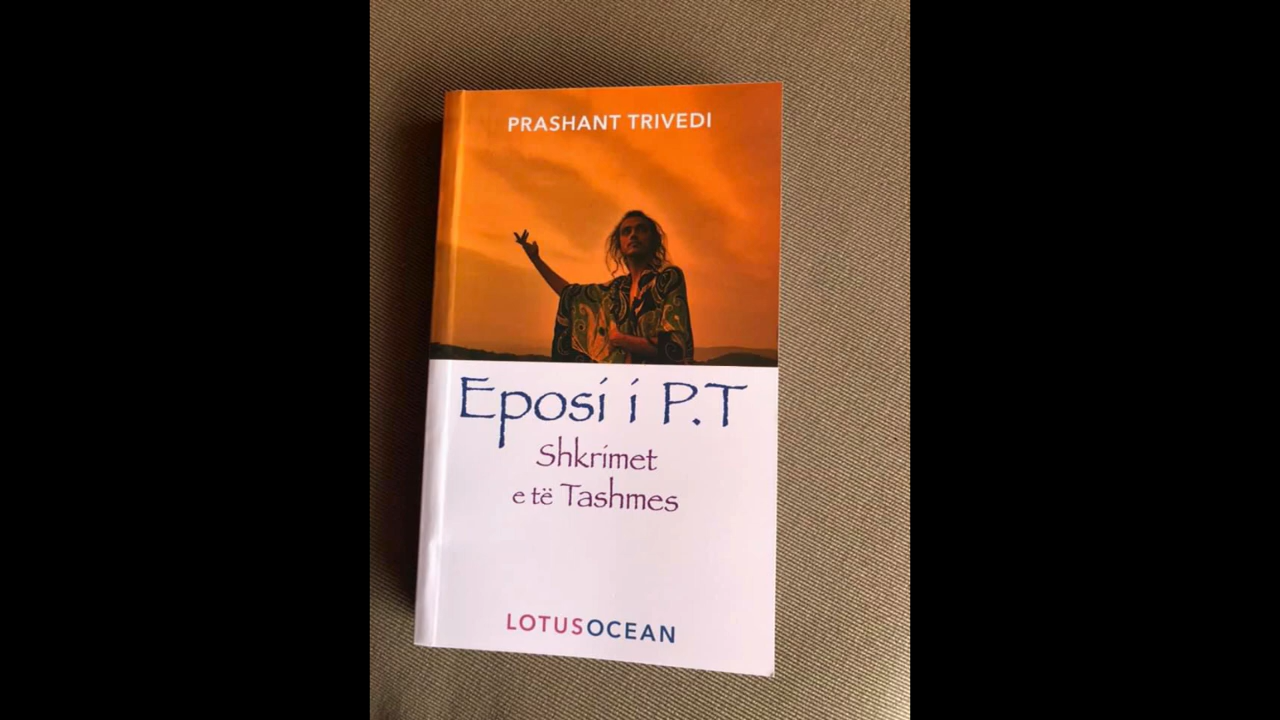 PRASHANT TRIVEDI
Eposi i P.T
Shkrimet
e të Tashmes
LOTUSOCEAN